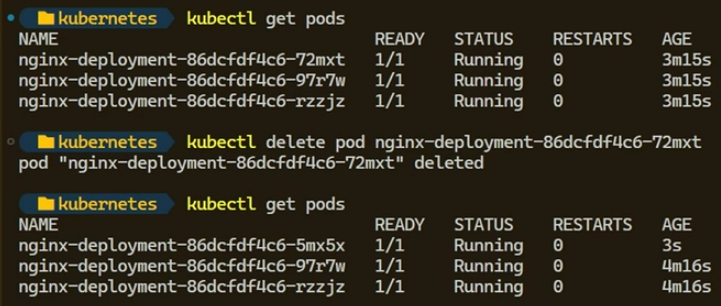 kubernetes kubectl get pods
NAME READY STATUS RESTARTS AGE
nginx-deployment-86dcfdf4c6-72mxt 1/1 Running 0 3m15s
nginx-deployment-86dcfdf4c6-97r7w 1/1 Running 0 3m15s
nginx-deployment-86dcfdf4c6-rzzjz 1/1 Running 0 3m15s
kubernetes kubectl delete pod nginx-deployment-86dcfdf4c6-72mxt
pod "nginx-deployment-86dcfdf4c6-72mxt" deleted
kubernetes kubectl get pods
NAME READY STATUS RESTARTS AGE
nginx-deployment-86dcfdf4c6-5mx5x 1/1 Running 0 3s
nginx-deployment-86dcfdf4c6-97r7w 1/1 Running 0 4m16s
nginx-deployment-86dcfdf4c6-rzzjz 1/1 Running 0 4m16s